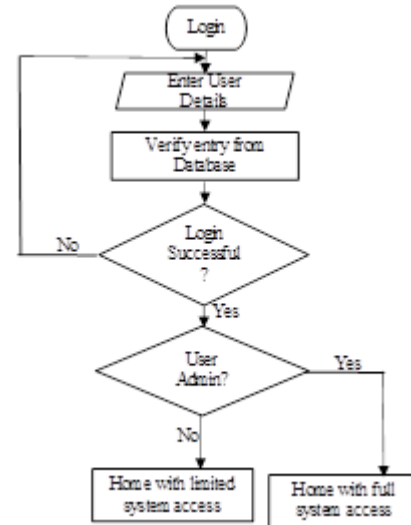 Login
Enter User
Details
Verify entry from
Database
Login
Successful
?
No
Yes
User
Admin?
Yes
No
Home with limited
system access
Home with full
system access